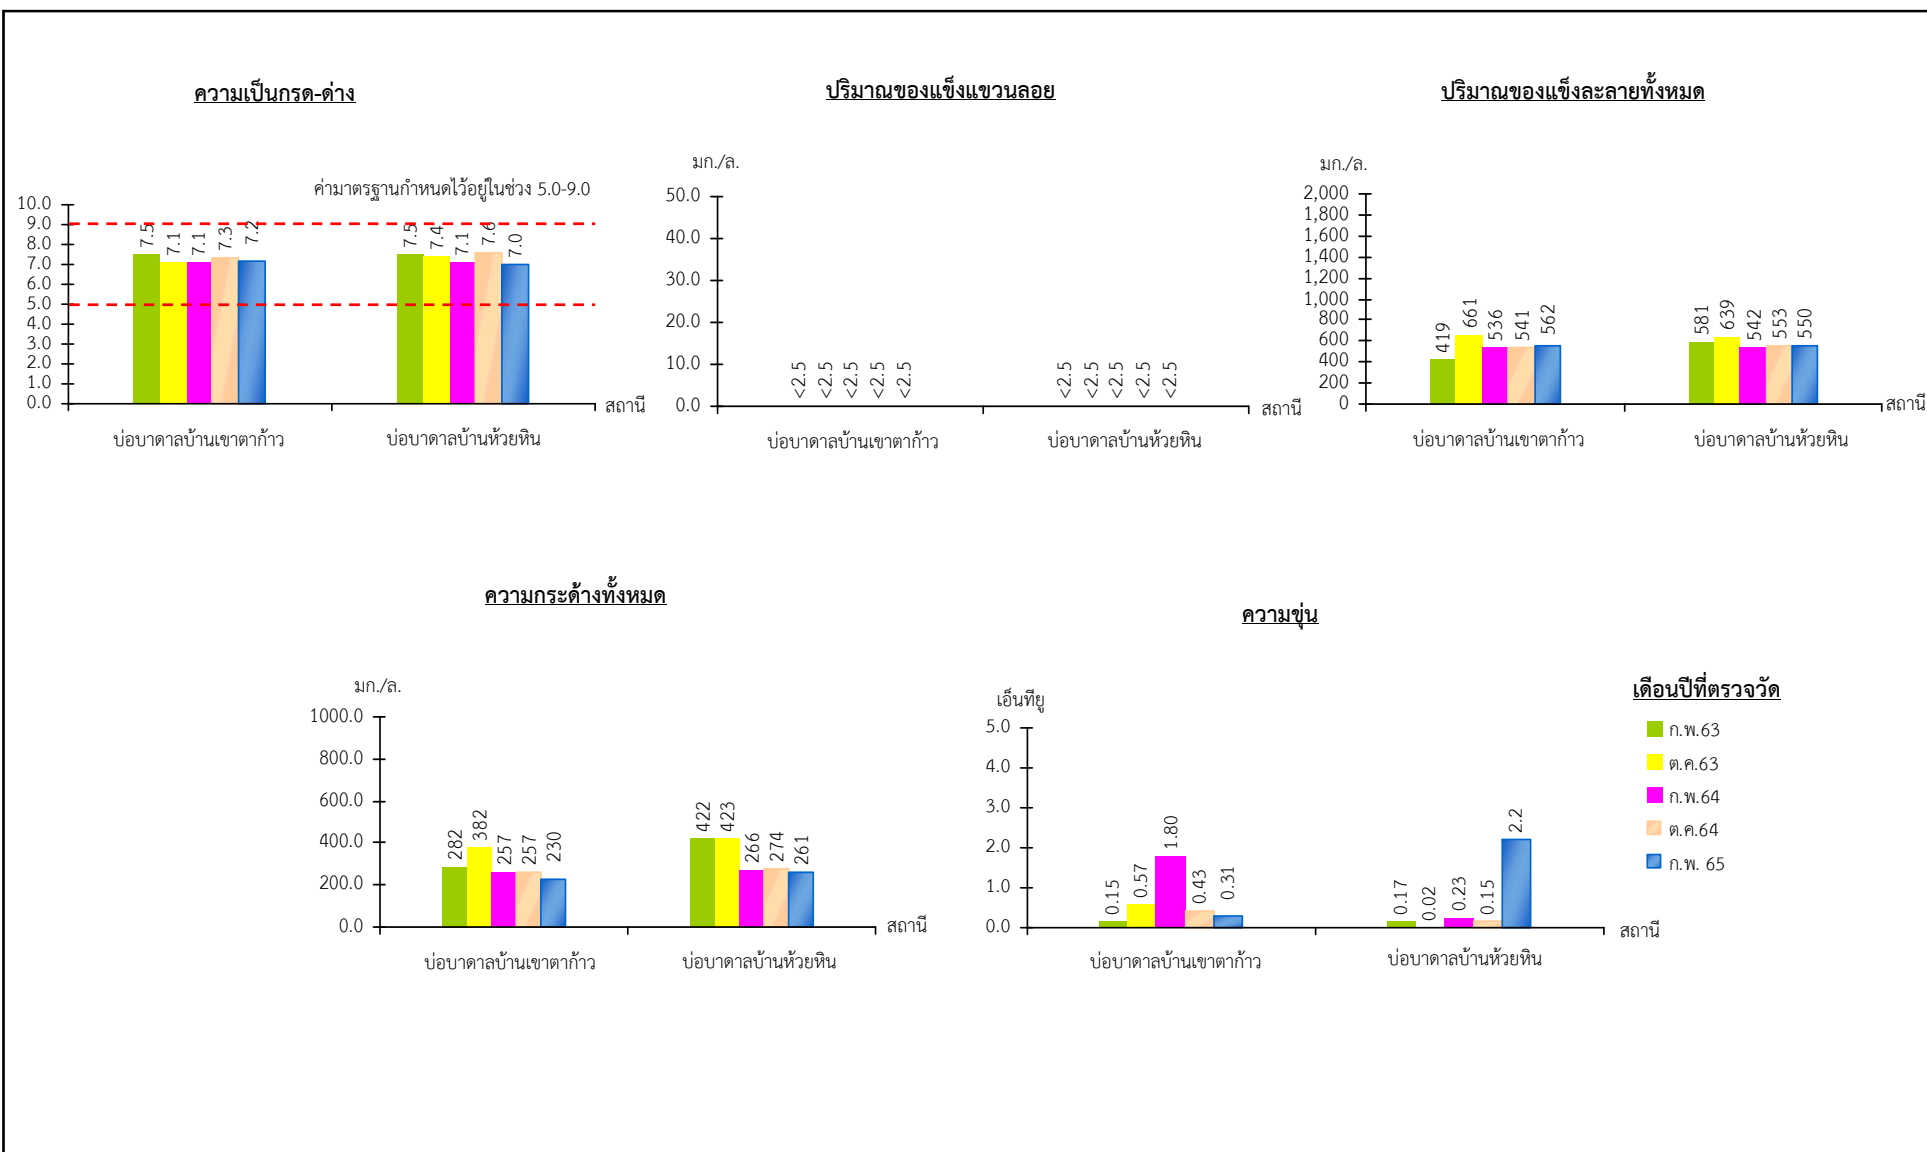 ความเป็นกรด-ด่าง
ค่ามาตรฐานกำหนดไว้อยู่ในช่วง 5.0-9.0
10.0
9.0
8.0
7.0
6.0
5.0
4.0
3.0
2.0
1.0
0.0
7.5
7.1
7.1
7.3
7.2
7.5
7.4
7.1
7.6
7.0
สถานี
บ่อบาดาลบ้านเขาตาก้าว
บ่อบาดาลบ้านห้วยหิน
ปริมาณของแข็งแขวนลอย
มก./ล.
50.0
40.0
30.0
20.0
10.0
0.0
<2.5
<2.5
<2.5
<2.5
<2.5
<2.5
<2.5
<2.5
<2.5
<2.5
สถานี
บ่อบาดาลบ้านเขาตาก้าว
บ่อบาดาลบ้านห้วยหิน
ปริมาณของแข็งละลายทั้งหมด
มก./ล.
2,000
1,800
1,600
1,400
1,200
1,000
800
600
400
200
0
419
661
536
541
562
581
639
542
553
550
สถานี
บ่อบาดาลบ้านเขาตาก้าว
บ่อบาดาลบ้านห้วยหิน
ความกระด้างทั้งหมด
มก./ล.
1000.0
800.0
600.0
400.0
200.0
0.0
282
382
257
257
230
422
423
266
274
261
สถานี
บ่อบาดาลบ้านเขาตาก้าว
บ่อบาดาลบ้านห้วยหิน
ความขุ่น
เอ็นทียู
5.0
4.0
3.0
2.0
1.0
0.0
0.15
0.57
1.80
0.43
0.31
0.17
0.02
0.23
0.15
2.2
สถานี
บ่อบาดาลบ้านเขาตาก้าว
บ่อบาดาลบ้านห้วยหิน
เดือนปีที่ตรวจวัด
ก.พ.63
ต.ค.63
ก.พ.64
ต.ค.64
ก.พ. 65